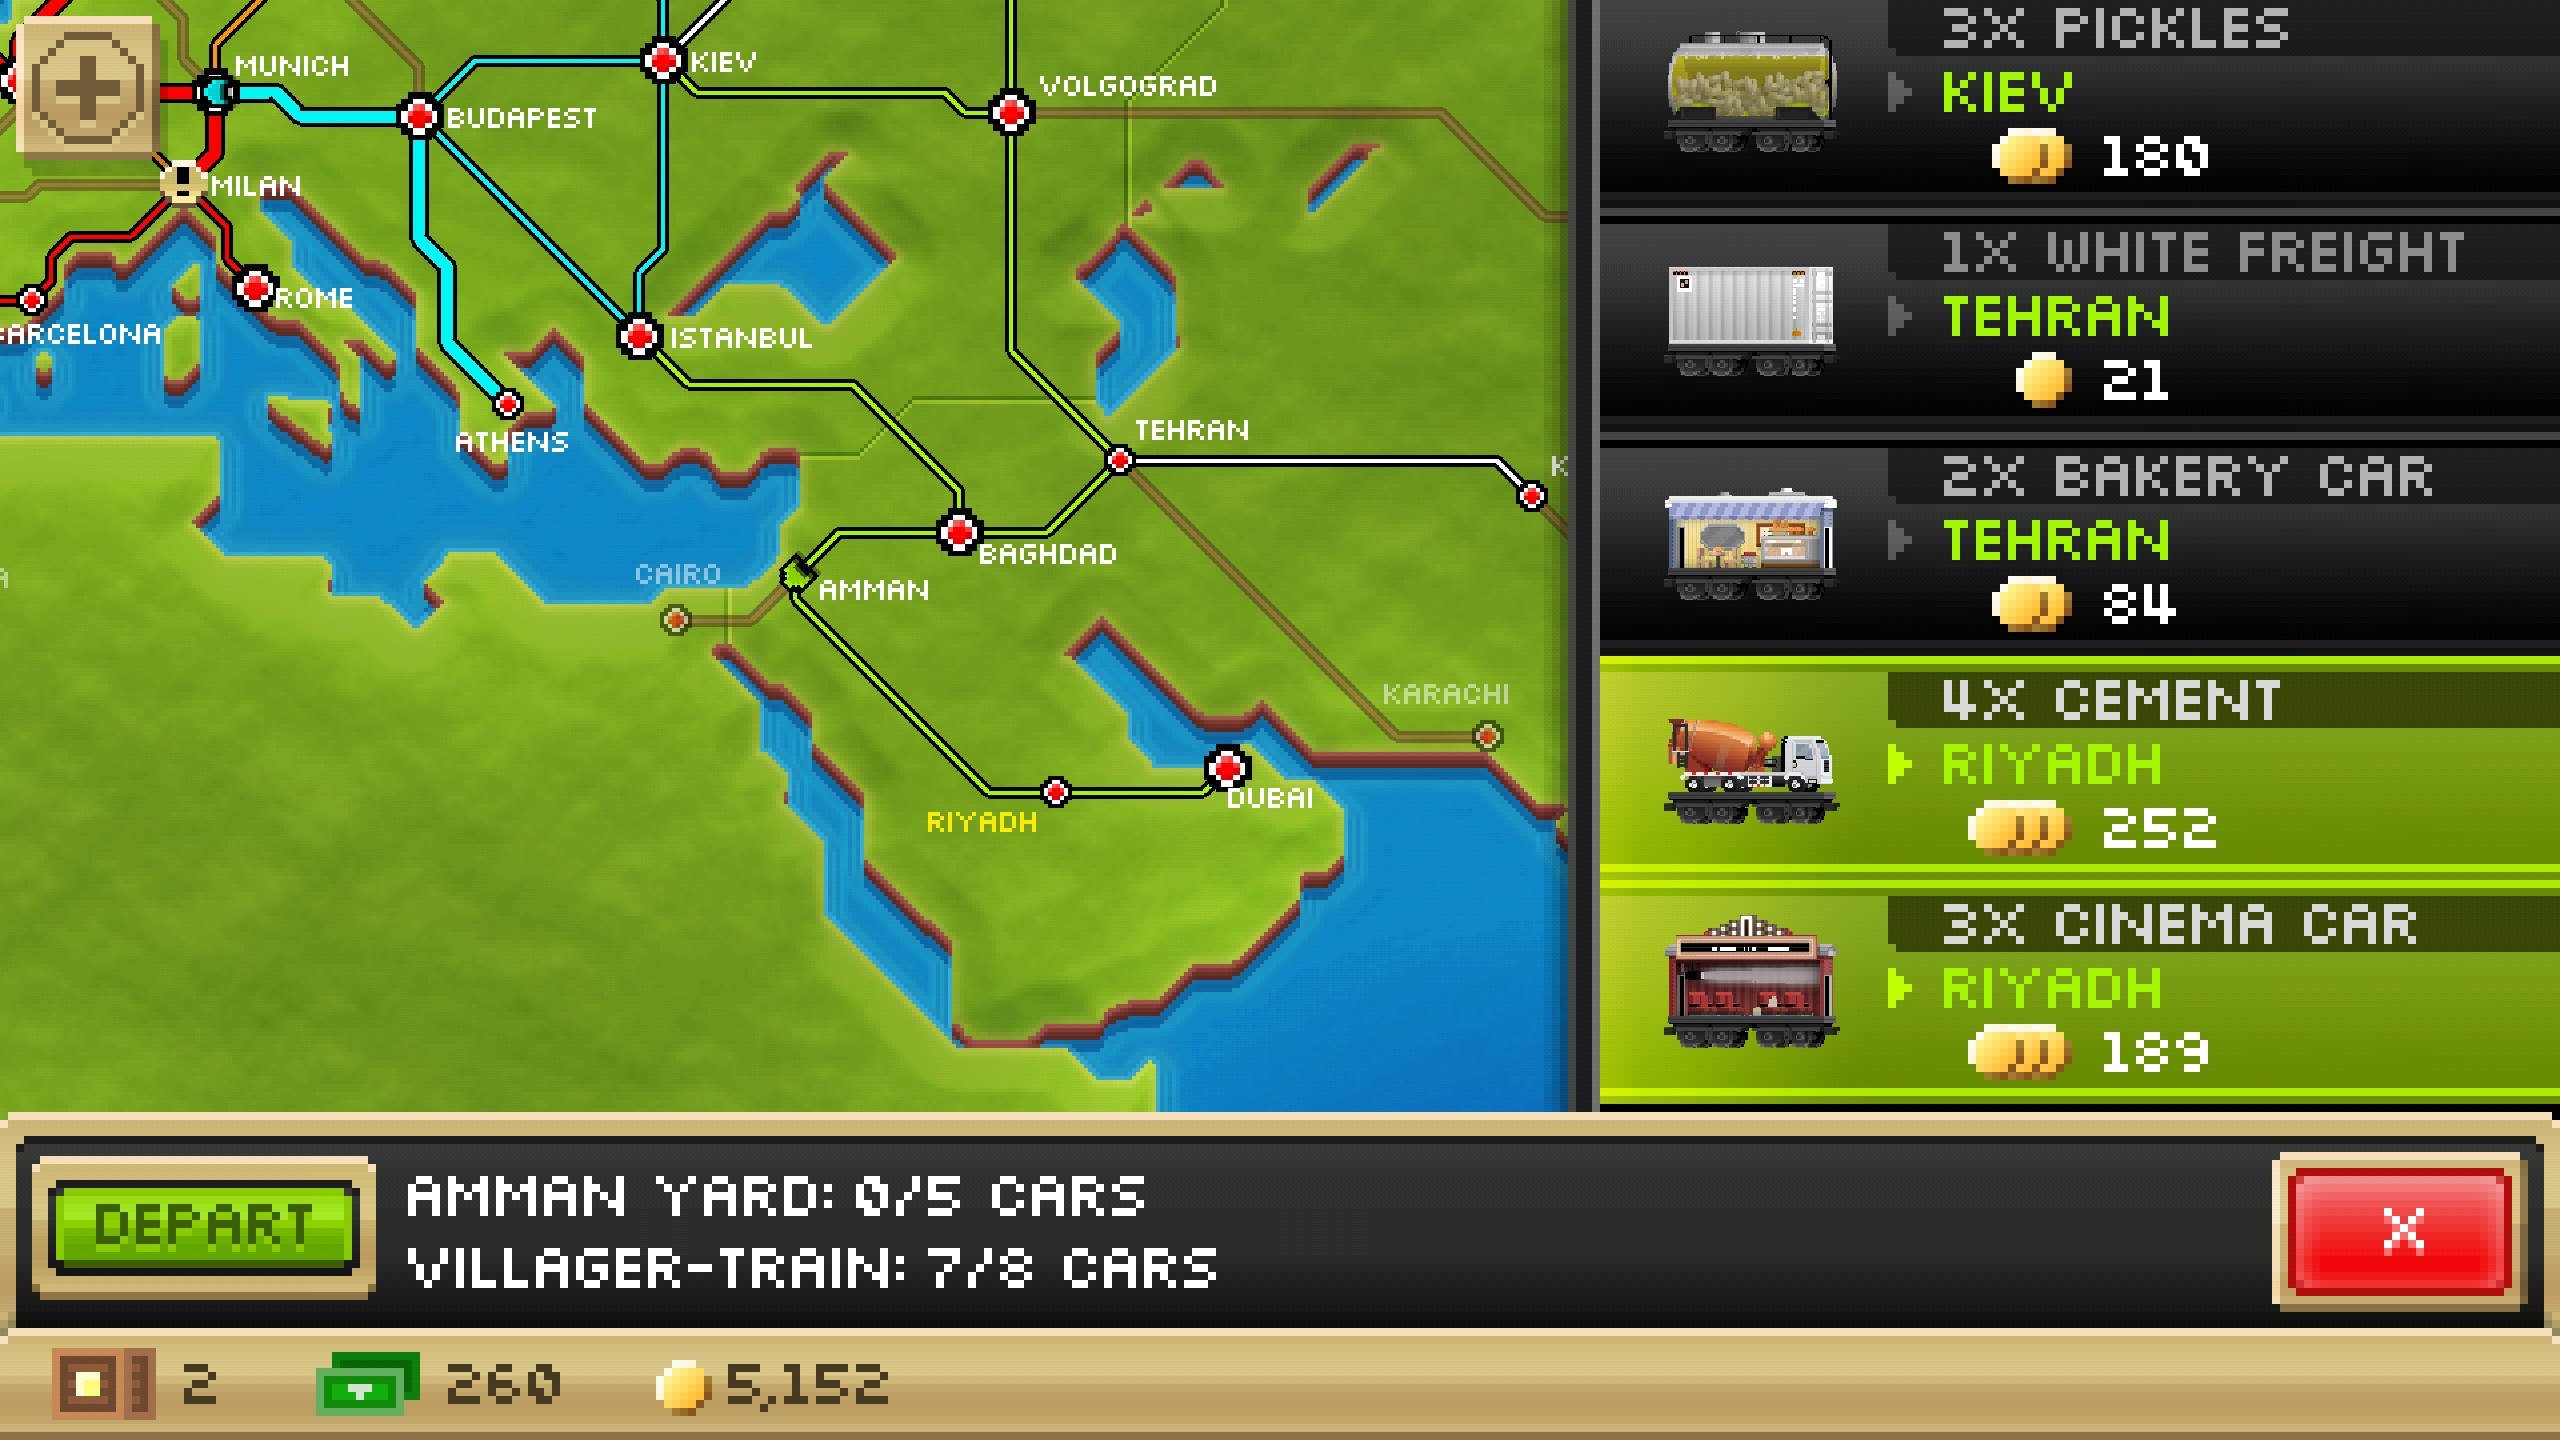 MUNICH
KIEV
BUDAPEST
VOLGOGRAD
MILAN
ROME
BARCELONA
ISTANBUL
ATHENS
TEHRAN
K
BAGHDAD
CAIRO
AMMAN
KARACHI
DUBAI
RIYADH
3X PICKLES
KIEV
180
1X WHITE FREIGHT
TEHRAN
21
2X BAKERY CAR
TEHRAN
84
4X CEMENT
RIYADH
252
3X CINEMA CAR
RIYADH
189
DEPART
AMMAN YARD: 0/5 CARS
VILLAGER-TRAIN: 7/8 CARS
X
2
260
5,152